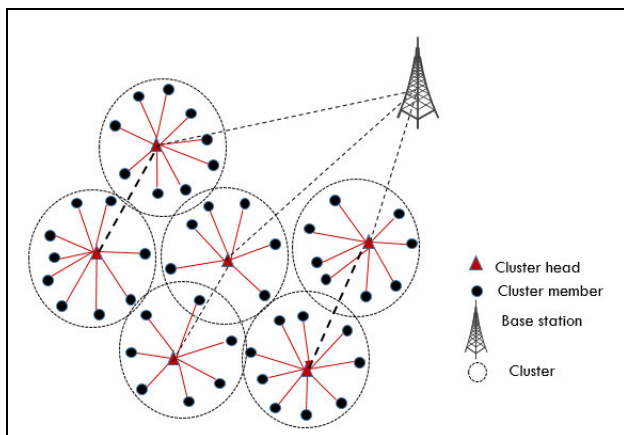 Cluster head
Cluster member
Base station
Cluster